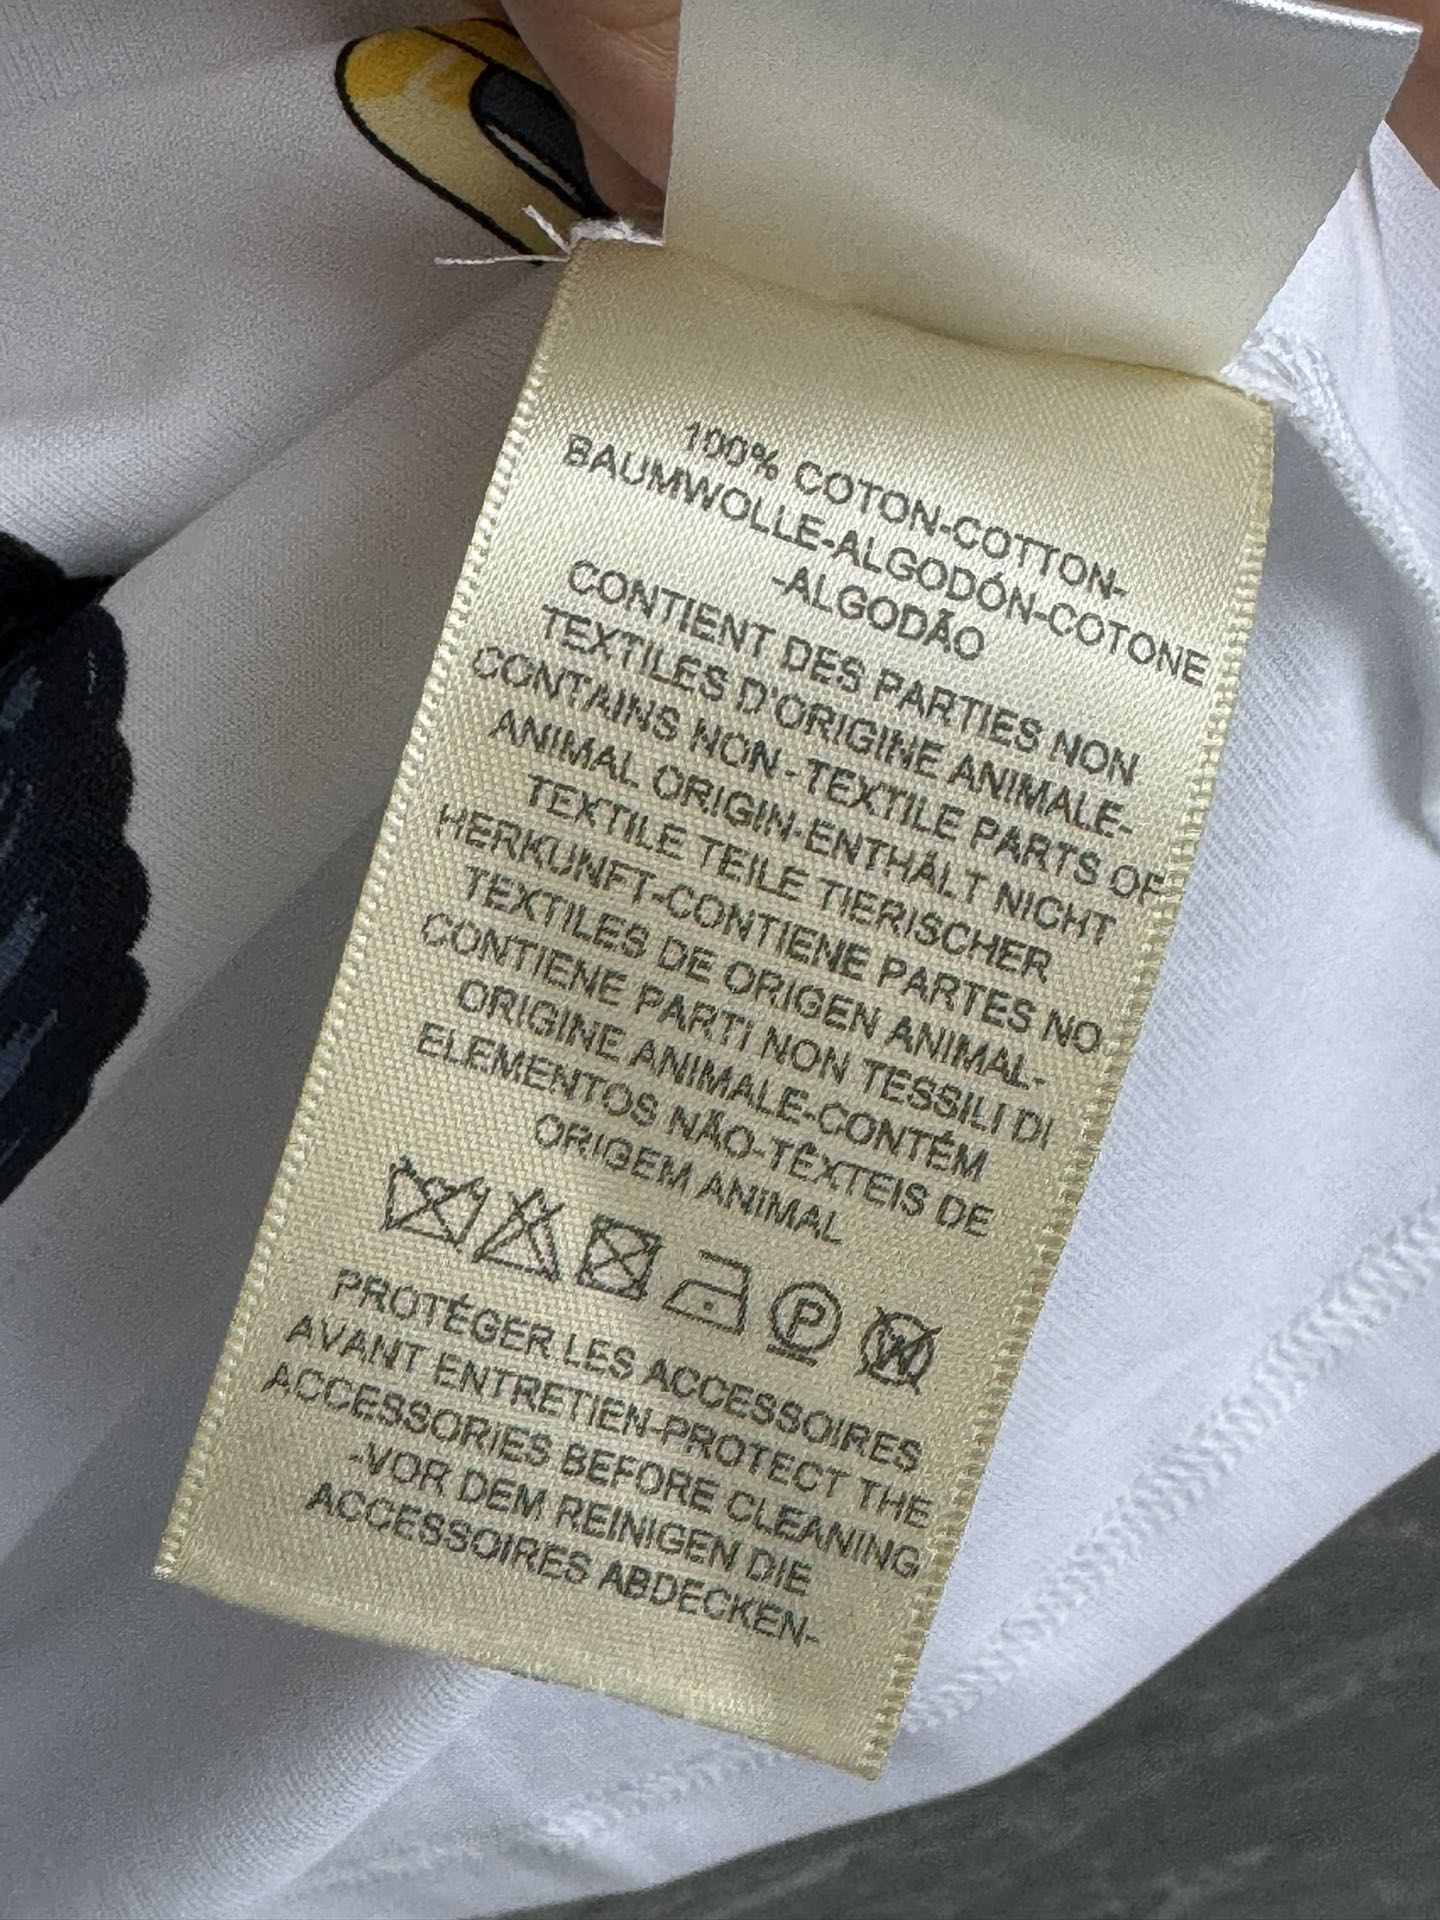 100% COTON-COTTON-
BAUMWOLLE-ALGODÓN-COTONE
-ALGODÃO
CONTIENT DES PARTIES NON
TEXTILES D'ORIGINE ANIMALE-
CONTAINS NON-TEXTILE PARTS OF
ANIMAL ORIGIN-ENTHÄLT NICHT
TEXTILE TEILE TIERISCHER
HERKUNFT-CONTIENE PARTES NO
TEXTILES DE ORIGEN ANIMAL-
CONTIENE PARTI NON TESSILI DI
ORIGINE ANIMALE-CONTÉM
ELEMENTOS NÃO-TÊXTEIS DE
ORIGEM ANIMAL
P W
PROTÉGER LES ACCESSOIRES
AVANT ENTRETIEN-PROTECT THE
ACCESSORIES BEFORE CLEANING
-VOR DEM REINIGEN DIE
ACCESSOIRES ABDECKEN-